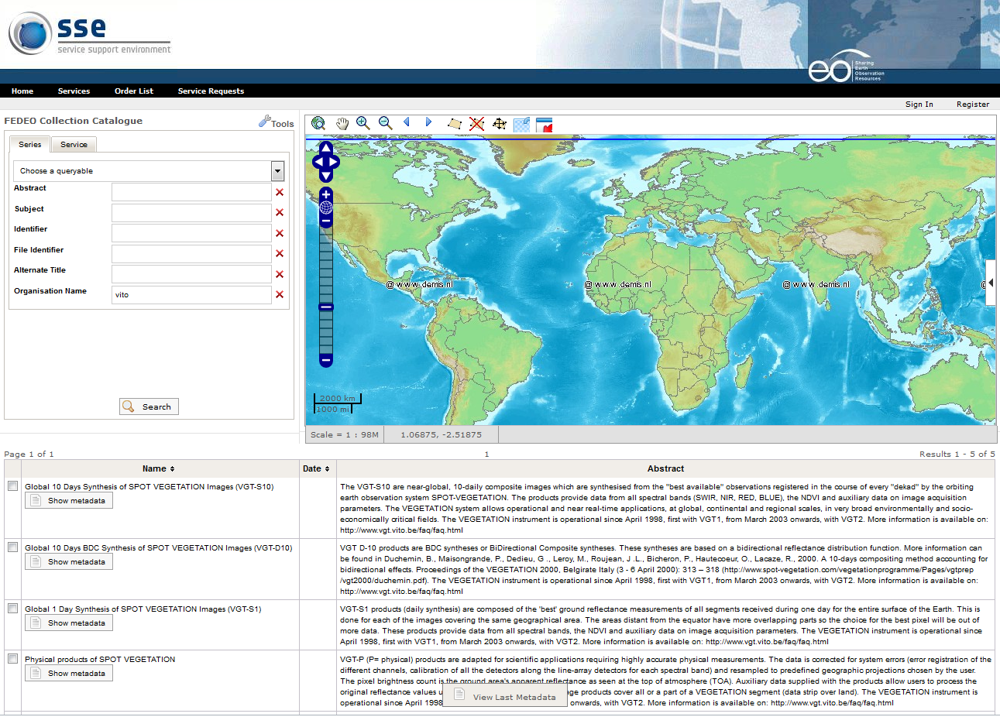 sse
service support environment
eo
Sharing
Earth
Observation
Resources
Home Services Order List Service Requests
Sign In Register
FEDEO Collection Catalogue
Tools
Series Service
Choose a queryable
Abstract
Subject
Identifier
File Identifier
Alternate Title
Organisation Name vito
Search
@ www.demis.nl @ www.demis.nl @ www.demis.nl @
2000 km
1000 mi
Scale = 1 : 98M 1.06875, -2.51875
Page 1 of 1 1 Results 1 - 5 of 5
Name Date Abstract
Global 10 Days Synthesis of SPOT VEGETATION Images (VGT-S10)
Show metadata
The VGT-S10 are near-global, 10-daily composite images which are synthesised from the "best available" observations registered in the course of every "dekad" by the orbiting
earth observation system SPOT-VEGETATION. The products provide data from all spectral bands (SWIR, NIR, RED, BLUE), the NDVI and auxiliary data on image acquisition
parameters. The VEGETATION system allows operational and near real-time applications, at global, continental and regional scales, in very broad environmentally and socio-
economically critical fields. The VEGETATION instrument is operational since April 1998, first with VGT1, from March 2003 onwards, with VGT2. More information is available on:
http://www.vgt.vito.be/faq/faq.html
Global 10 Days BDC Synthesis of SPOT VEGETATION Images (VGT-D10)
Show metadata
VGT D-10 products are BDC syntheses or BiDirectional Composite syntheses. These syntheses are based on a bidirectional reflectance distribution function. More information can
be found in Duchemin, B., Maisongrande, P., Dedieu, G ., Leroy, M., Roujean, J .L., Bicheron, P., Hautecoeur, O., Lacaze, R., 2000. A 10-days compositing method accounting for
bidirectional effects. Proceedings of the VEGETATION 2000, Belgirate Italy (3 - 6 April 2000): 313 – 318 (http://www.spot-vegetation.com/vegetationprogramme/Pages/vgtprep
/vgt2000/duchemin.pdf). The VEGETATION instrument is operational since April 1998, first with VGT1, from March 2003 onwards, with VGT2. More information is available on:
http://www.vgt.vito.be/faq/faq.html
Global 1 Day Synthesis of SPOT VEGETATION Images (VGT-S1)
Show metadata
VGT-S1 products (daily synthesis) are composed of the 'best' ground reflectance measurements of all segments received during one day for the entire surface of the Earth. This is
done for each of the images covering the same geographical area. The areas distant from the equator have more overlapping parts so the choice for the best pixel will be out of
more data. These products provide data from all spectral bands, the NDVI and auxiliary data on image acquisition parameters. The VEGETATION instrument is operational since
April 1998, first with VGT1, from March 2003 onwards, with VGT2. More information is available on: http://www.vgt.vito.be/faq/faq.html
Physical products of SPOT VEGETATION
Show metadata
VGT-P (P= physical) products are adapted for scientific applications requiring highly accurate physical measurements. The data is corrected for system errors (error registration of the
different channels, calibration of all the detectors along the line-array detectors for each spectral band) and resampled to predefined geographic projections chosen by the user.
The pixel brightness count is the ground area's apparent reflectance as seen at the top of atmosphere (TOA). Auxiliary data supplied with the products allow users to process the
original reflectance values u ge products cover all or a part of a VEGETATION segment (data strip over land). The VEGETATION instrument is
operational since April 1998 onwards, with VGT2. More information is available on: http://www.vgt.vito.be/faq/faq.html
View Last Metadata